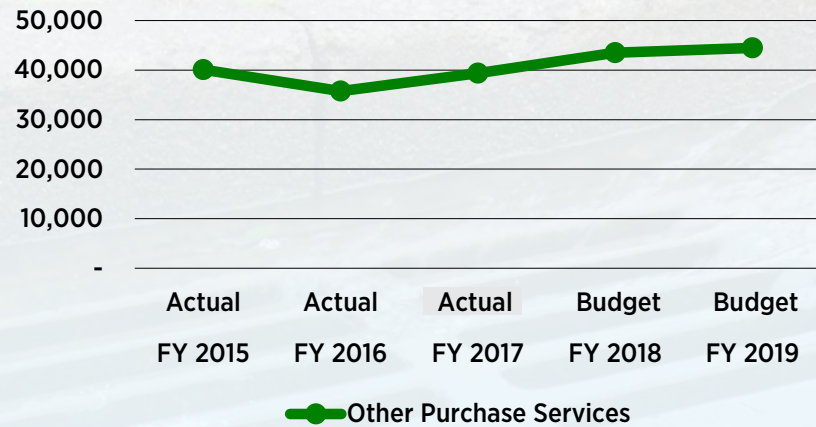 50,000
40,000
30,000
20,000
10,000
-
Actual Actual Actual Budget Budget
FY 2015 FY 2016 FY 2017 FY 2018 FY 2019
Other Purchase Services